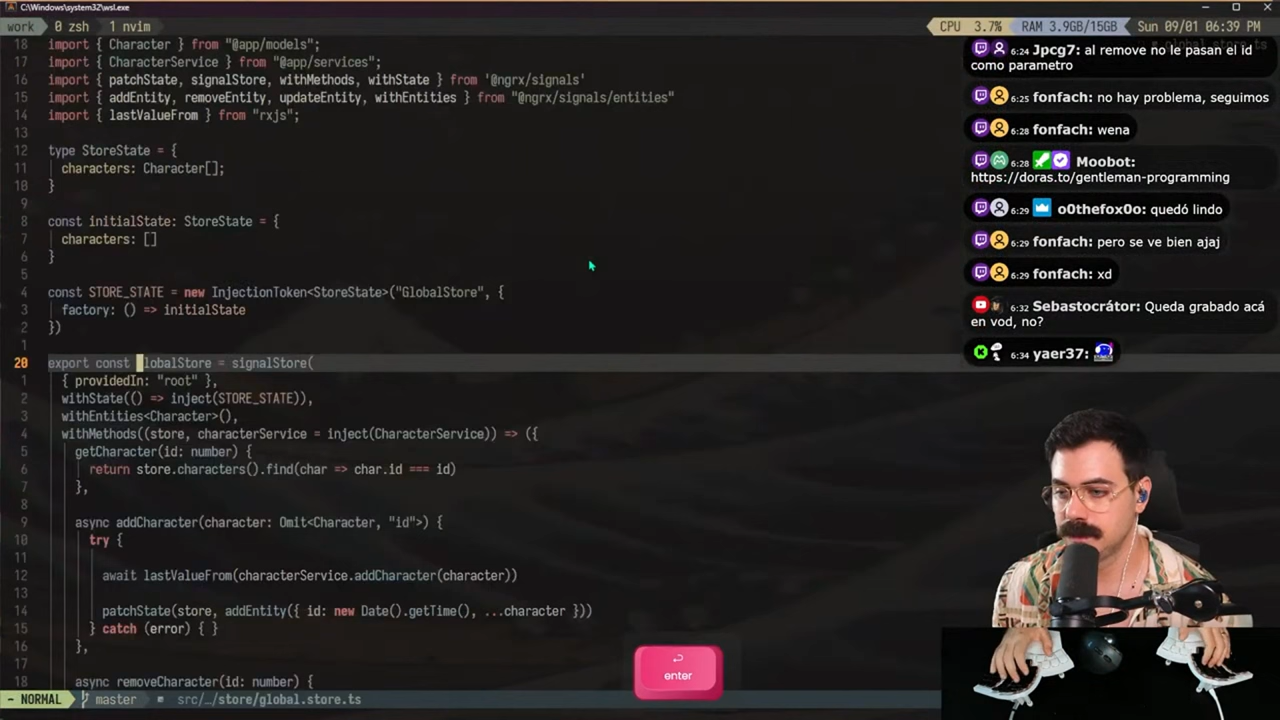 C:\Windows\system32\wsl.exe
work 0 zsh 1 nvim
CPU 3.7% RAM 3.9GB/15GB Sun 09/01 06:39 PM
18 import { Character } from "@app/models";
17 import { CharacterService } from "@app/services";
16 import { patchState, signalStore, withMethods, withState } from '@ngrx/signals'
15 import { addEntity, removeEntity, updateEntity, withEntities } from "@ngrx/signals/entities"
14 import { lastValueFrom } from "rxjs";
13
12 type StoreState = {
11 characters: Character[];
10 }
9
8 const initialState: StoreState = {
7 characters: []
6 }
5
4 const STORE_STATE = new InjectionToken<StoreState>("GlobalStore", {
3 factory: () => initialState
2 })
1
20 export const GlobalStore = signalStore(
1 { providedIn: "root" },
2 withState(() => inject(STORE_STATE)),
3 withEntities<Character>(),
4 withMethods((store, characterService = inject(CharacterService)) => ({
5 getCharacter(id: number) {
6 return store.characters().find(char => char.id === id)
7 },
8
9 async addCharacter(character: Omit<Character, "id">) {
10 try {
11
12 await lastValueFrom(characterService.addCharacter(character))
13
14 patchState(store, addEntity({ id: new Date().getTime(), ...character }))
15 } catch (error) { }
16 },
17
18 async removeCharacter(id: number) {
- NORMAL master src/…/store/global.store.ts
6:24 Jpcg7: al remove no le pasan el id
como parametro
6:25 fonfach: no hay problema, seguimos
6:28 fonfach: wena
6:28 Moobot:
https://doras.to/gentleman-programming
6:29 o0thefox0o: quedó lindo
6:29 fonfach: pero se ve bien ajaj
6:29 fonfach: xd
6:32 Sebastocrátor: Queda grabado acá
en vod, no?
6:34 yaer37:
enter